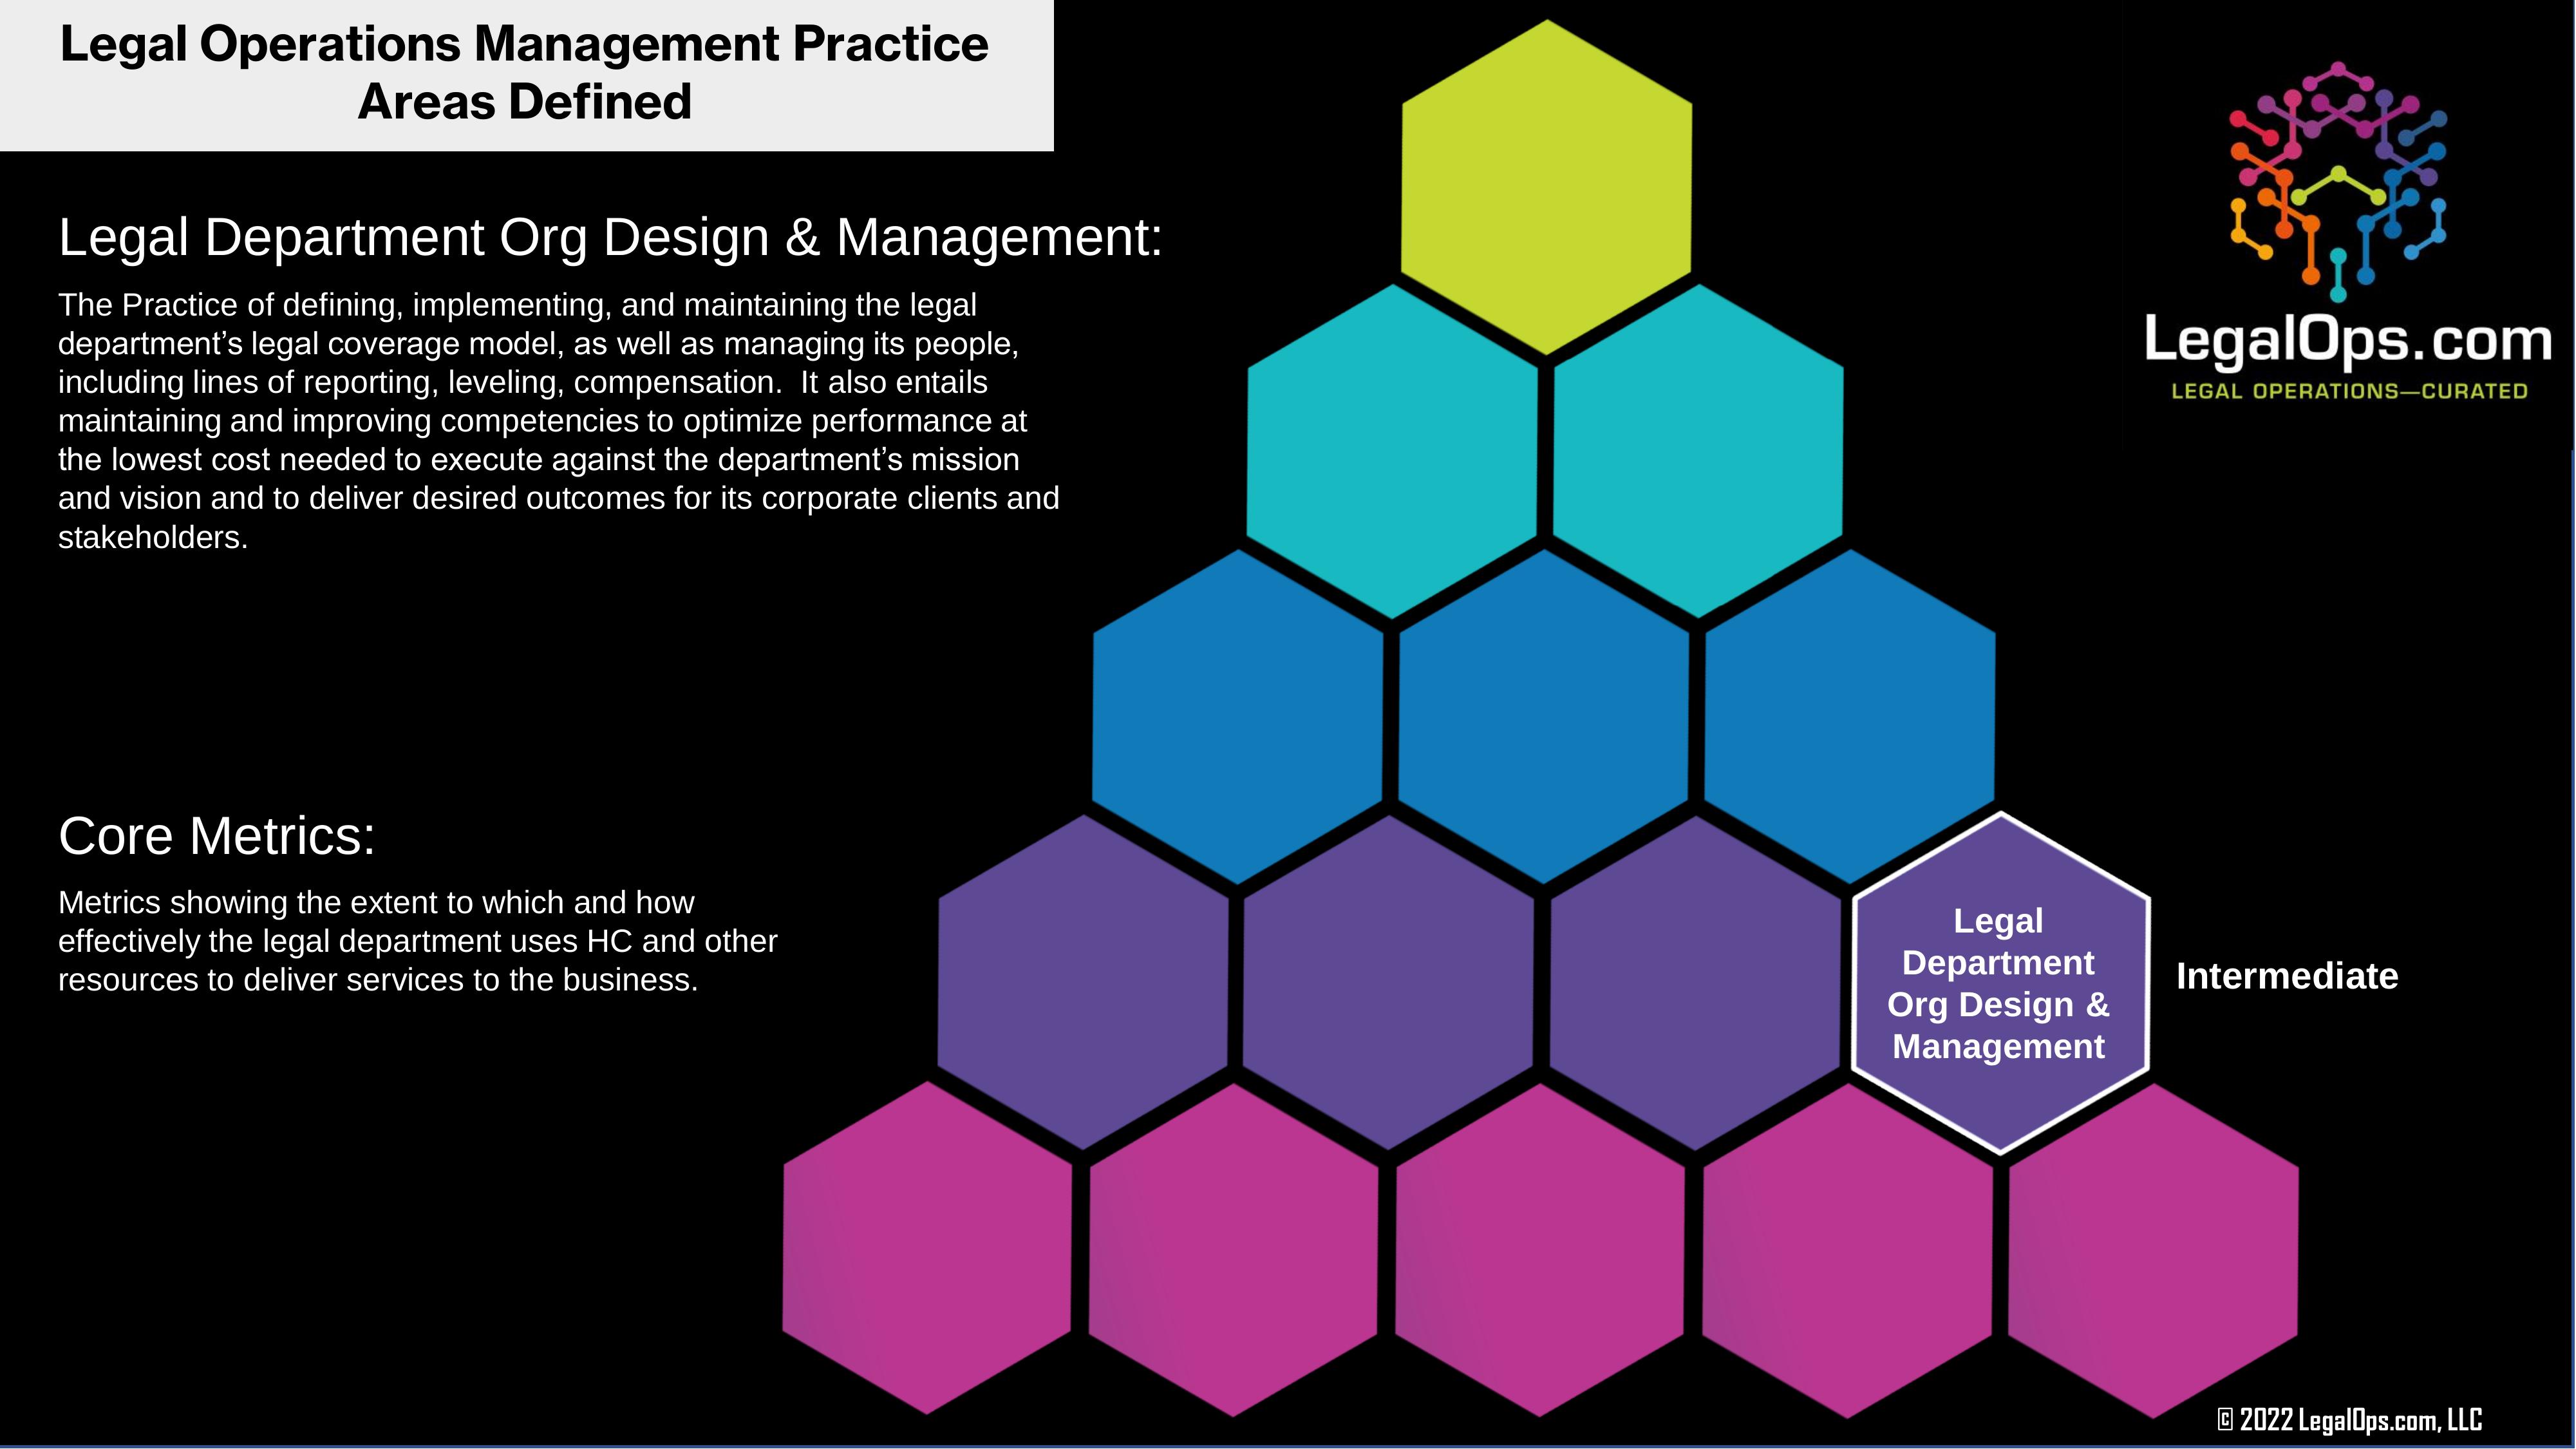 Legal Operations Management Practice
Areas Defined
Legal Department Org Design & Management:
The Practice of defining, implementing, and maintaining the legal
department’s legal coverage model, as well as managing its people,
including lines of reporting, leveling, compensation.  It also entails
maintaining and improving competencies to optimize performance at
the lowest cost needed to execute against the department’s mission
and vision and to deliver desired outcomes for its corporate clients and
stakeholders.
Core Metrics:
Metrics showing the extent to which and how
effectively the legal department uses HC and other
resources to deliver services to the business.
LegalOps.com
LEGAL OPERATIONS—CURATED
Legal
Department
Org Design &
Management
Intermediate
© 2022 LegalOps.com, LLC